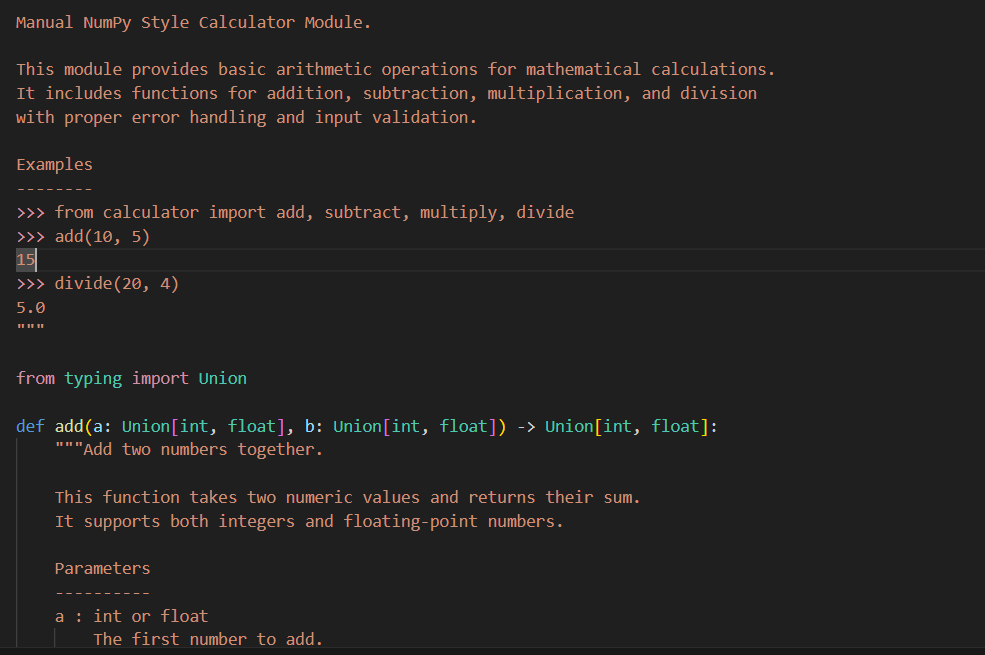 Manual NumPy Style Calculator Module.

This module provides basic arithmetic operations for mathematical calculations.
It includes functions for addition, subtraction, multiplication, and division
with proper error handling and input validation.

Examples
--------
>>> from calculator import add, subtract, multiply, divide
>>> add(10, 5)
15
>>> divide(20, 4)
5.0
"""

from typing import Union

def add(a: Union[int, float], b: Union[int, float]) -> Union[int, float]:
    """Add two numbers together.

    This function takes two numeric values and returns their sum.
    It supports both integers and floating-point numbers.

    Parameters
    ----------
    a : int or float
        The first number to add.